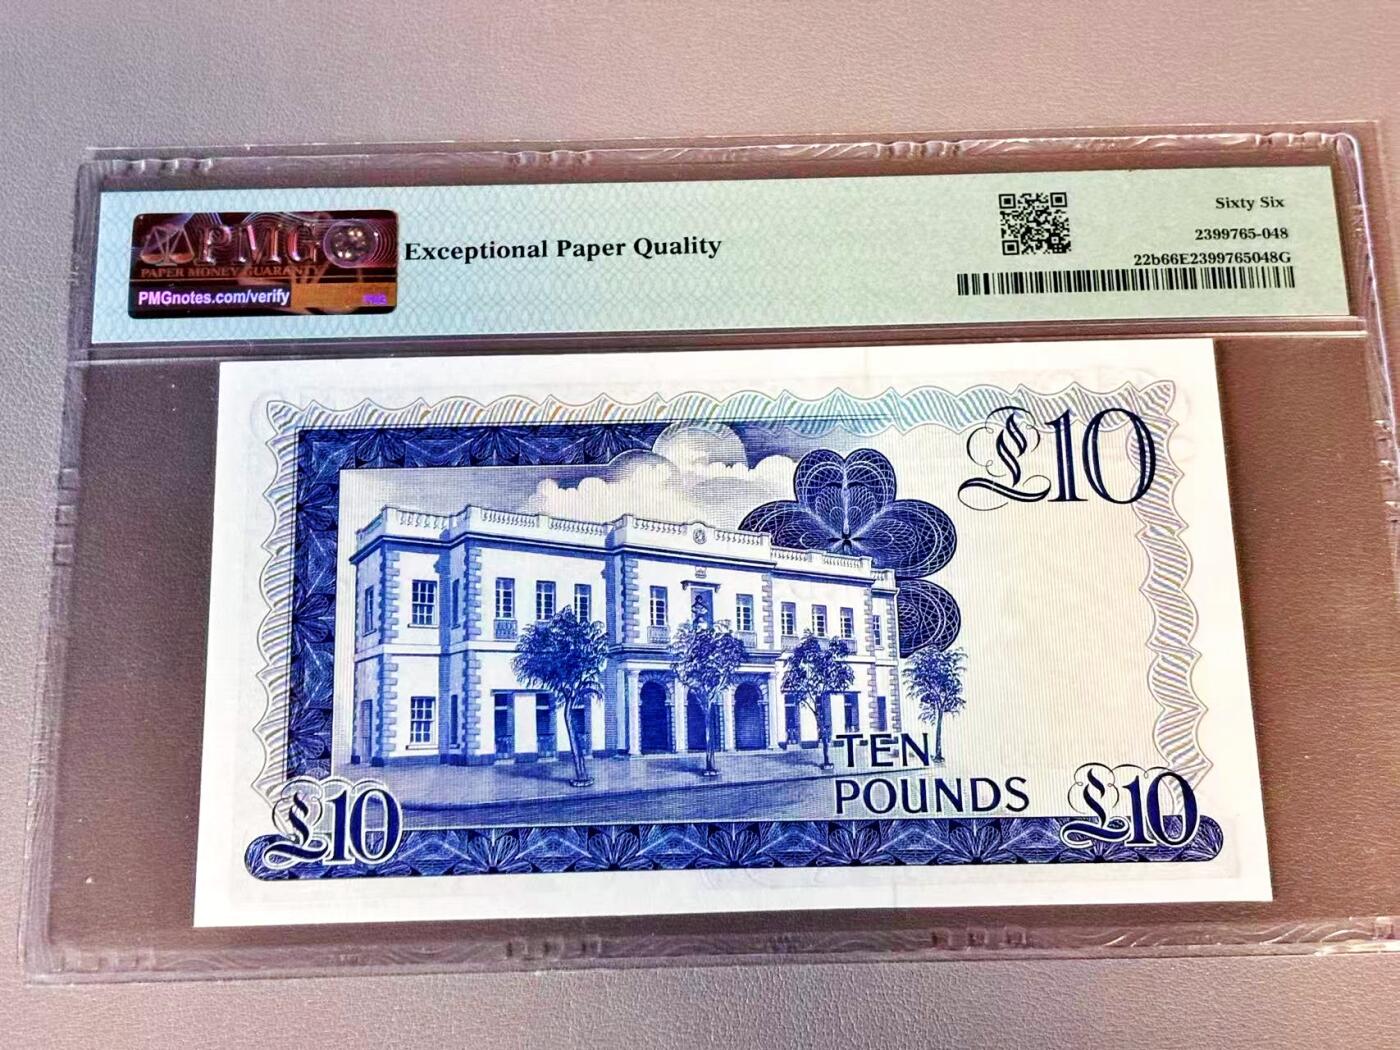 PMG
PAPER MONEY GUARANTY
PMGnotes.com/verify
Exceptional Paper Quality
Sixty Six
2399765-048
22b66E2399765048G
£10
TEN
POUNDS
£10
£10